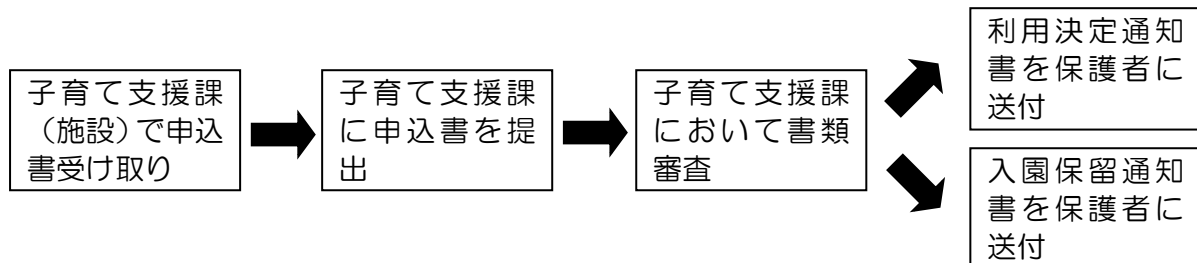 子育て支援課
（施設）で申込
書受け取り
子育て支援課
に申込書を提
出
子育て支援課
において書類
審査
利用決定通知
書を保護者に
送付
入園保留通知
書を保護者に
送付